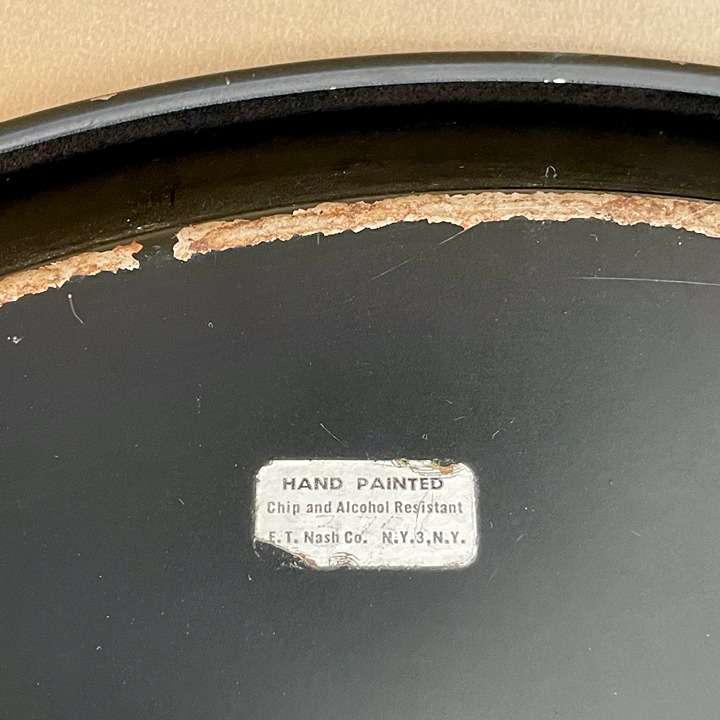 HAND PAINTED
Chip and Alcohol Resistant
E.T. Nash Co. N.Y.3,N.Y.